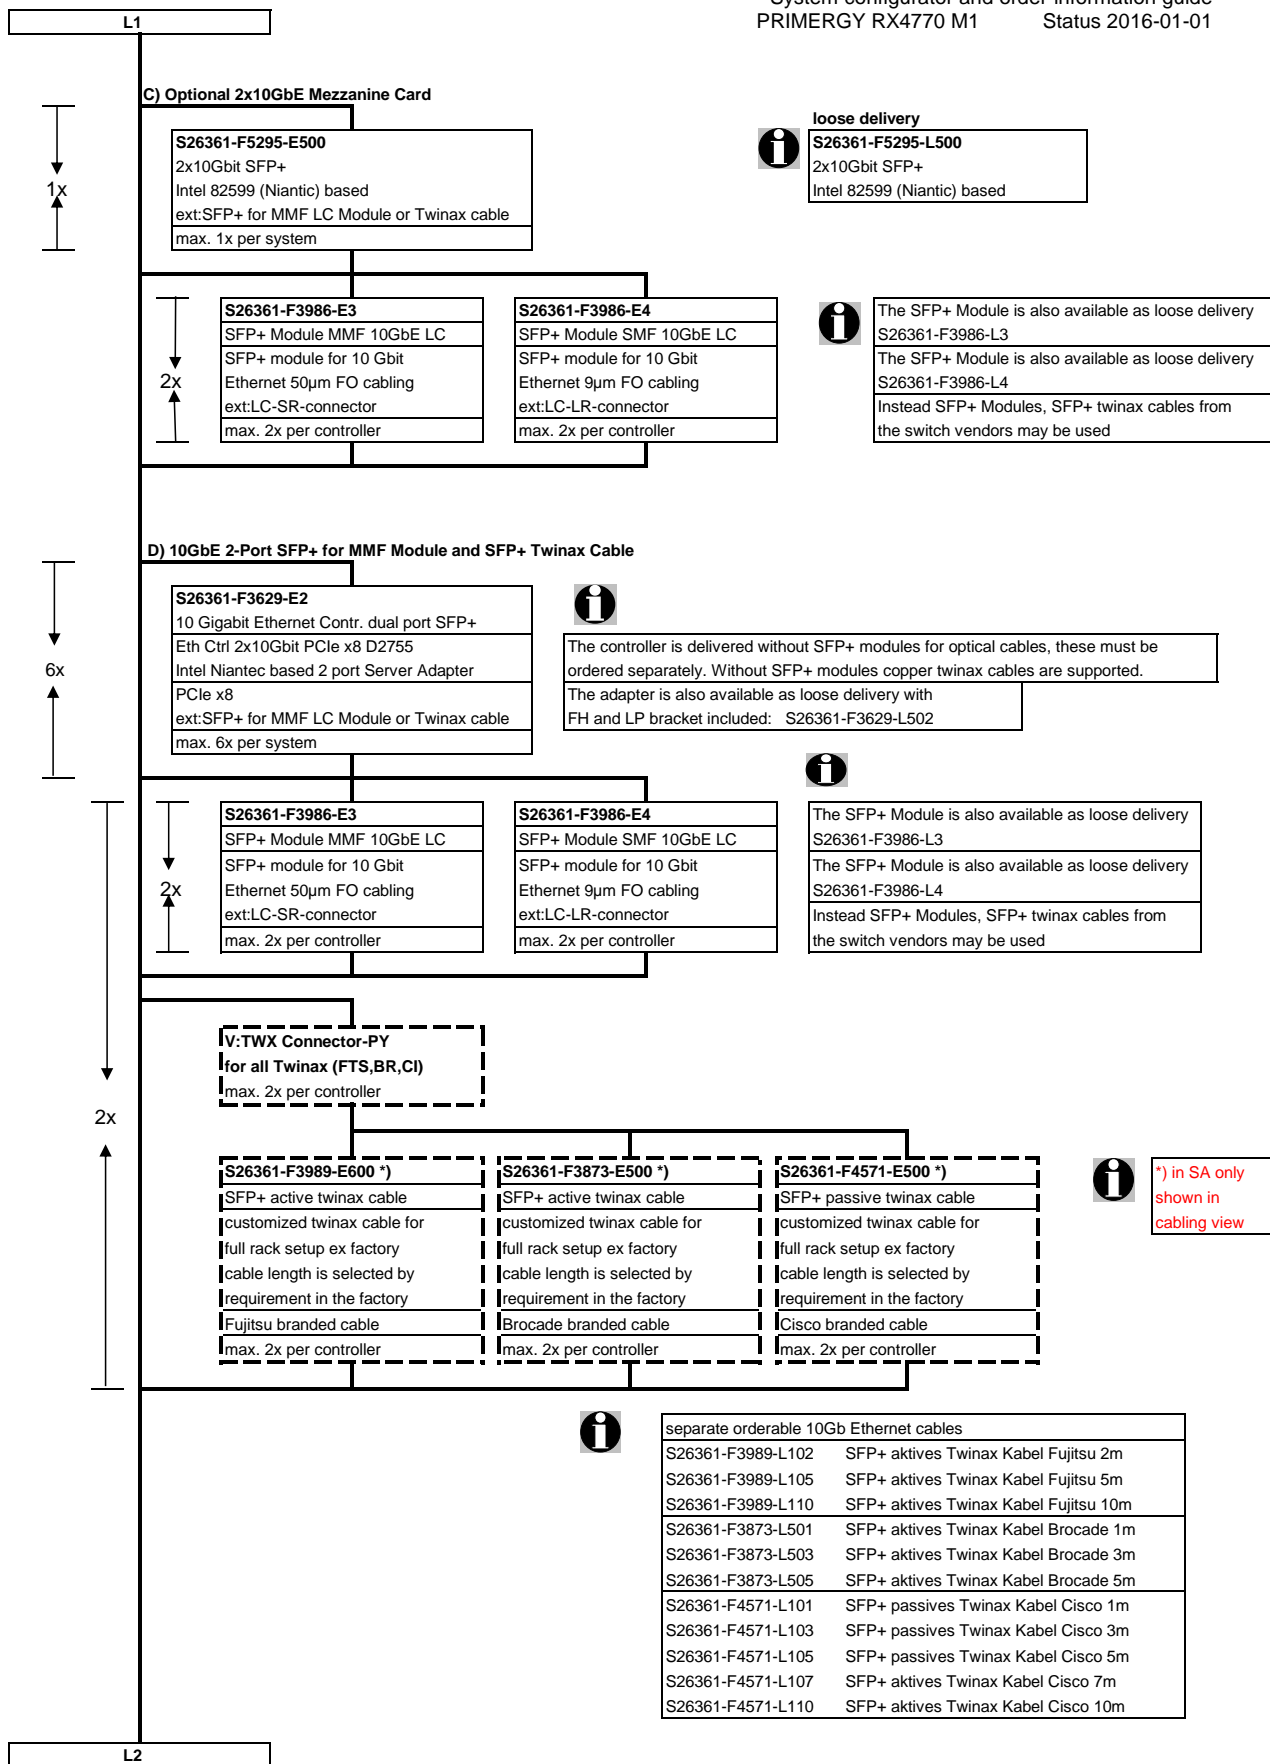 System configurator and order information guide
PRIMERGY RX4770 M1 Status 2016-01-01
L1
C) Optional 2x10GbE Mezzanine Card
1x
S26361-F5295-E500
2x10Gbit SFP+
Intel 82599 (Niantic) based
ext:SFP+ for MMF LC Module or Twinax cable
max. 1x per system
loose delivery
S26361-F5295-L500
2x10Gbit SFP+
Intel 82599 (Niantic) based
2x
S26361-F3986-E3
SFP+ Module MMF 10GbE LC
SFP+ module for 10 Gbit
Ethernet 50µm FO cabling
ext:LC-SR-connector
max. 2x per controller
S26361-F3986-E4
SFP+ Module SMF 10GbE LC
SFP+ module for 10 Gbit
Ethernet 9µm FO cabling
ext:LC-LR-connector
max. 2x per controller
The SFP+ Module is also available as loose delivery
S26361-F3986-L3
The SFP+ Module is also available as loose delivery
S26361-F3986-L4
Instead SFP+ Modules, SFP+ twinax cables from
the switch vendors may be used
D) 10GbE 2-Port SFP+ for MMF Module and SFP+ Twinax Cable
6x
S26361-F3629-E2
10 Gigabit Ethernet Contr. dual port SFP+
Eth Ctrl 2x10Gbit PCIe x8 D2755
Intel Niantec based 2 port Server Adapter
PCIe x8
ext:SFP+ for MMF LC Module or Twinax cable
max. 6x per system
The controller is delivered without SFP+ modules for optical cables, these must be
ordered separately. Without SFP+ modules copper twinax cables are supported.
The adapter is also available as loose delivery with
FH and LP bracket included: S26361-F3629-L502
2x
S26361-F3986-E3
SFP+ Module MMF 10GbE LC
SFP+ module for 10 Gbit
Ethernet 50µm FO cabling
ext:LC-SR-connector
max. 2x per controller
S26361-F3986-E4
SFP+ Module SMF 10GbE LC
SFP+ module for 10 Gbit
Ethernet 9µm FO cabling
ext:LC-LR-connector
max. 2x per controller
The SFP+ Module is also available as loose delivery
S26361-F3986-L3
The SFP+ Module is also available as loose delivery
S26361-F3986-L4
Instead SFP+ Modules, SFP+ twinax cables from
the switch vendors may be used
2x
V:TWX Connector-PY
for all Twinax (FTS,BR,CI)
max. 2x per controller
S26361-F3989-E600 *)
SFP+ active twinax cable
customized twinax cable for
full rack setup ex factory
cable length is selected by
requirement in the factory
Fujitsu branded cable
max. 2x per controller
S26361-F3873-E500 *)
SFP+ active twinax cable
customized twinax cable for
full rack setup ex factory
cable length is selected by
requirement in the factory
Brocade branded cable
max. 2x per controller
S26361-F4571-E500 *)
SFP+ passive twinax cable
customized twinax cable for
full rack setup ex factory
cable length is selected by
requirement in the factory
Cisco branded cable
max. 2x per controller
*) in SA only
shown in
cabling view
separate orderable 10Gb Ethernet cables
S26361-F3989-L102 SFP+ aktives Twinax Kabel Fujitsu 2m
S26361-F3989-L105 SFP+ aktives Twinax Kabel Fujitsu 5m
S26361-F3989-L110 SFP+ aktives Twinax Kabel Fujitsu 10m
S26361-F3873-L501 SFP+ aktives Twinax Kabel Brocade 1m
S26361-F3873-L503 SFP+ aktives Twinax Kabel Brocade 3m
S26361-F3873-L505 SFP+ aktives Twinax Kabel Brocade 5m
S26361-F4571-L101 SFP+ passives Twinax Kabel Cisco 1m
S26361-F4571-L103 SFP+ passives Twinax Kabel Cisco 3m
S26361-F4571-L105 SFP+ passives Twinax Kabel Cisco 5m
S26361-F4571-L107 SFP+ aktives Twinax Kabel Cisco 7m
S26361-F4571-L110 SFP+ aktives Twinax Kabel Cisco 10m
L2